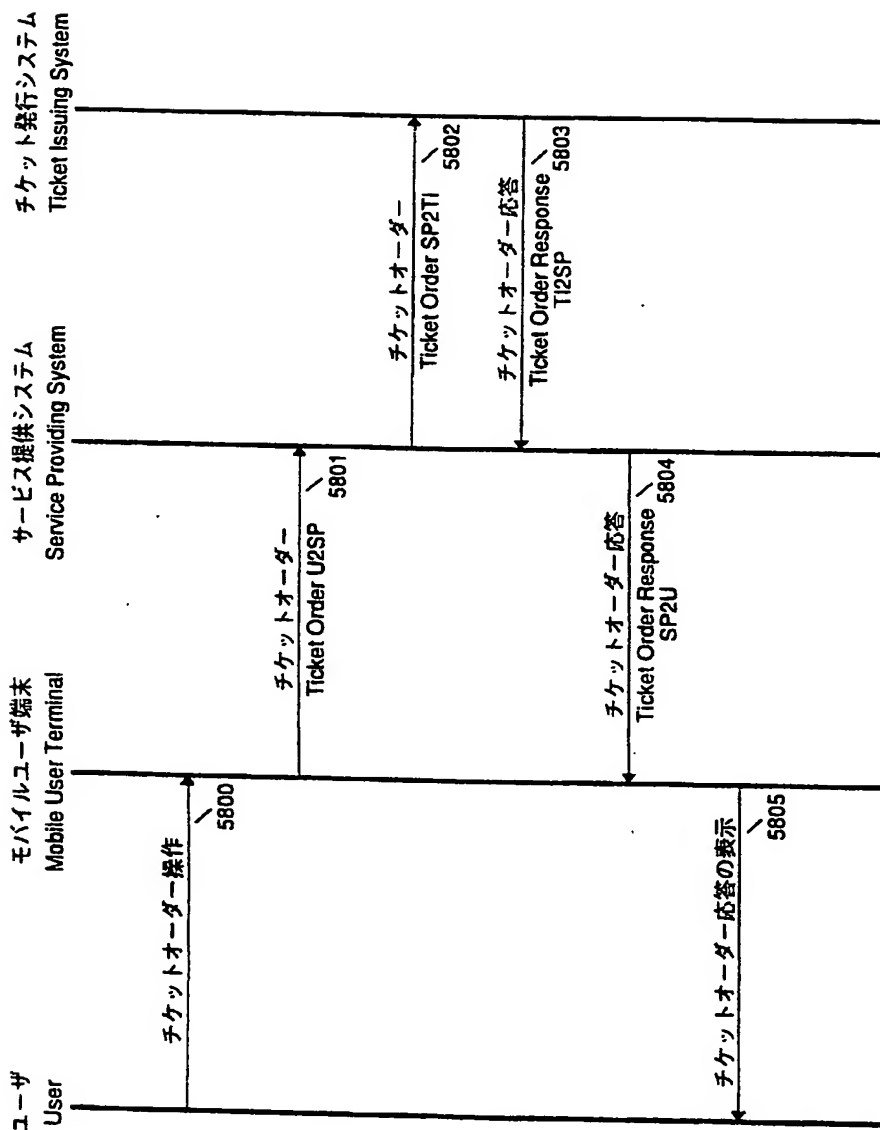 ユーザ
User
モバイルユーザ端末
Mobile User Terminal
サービス提供システム
Service Providing System
チケット発行システム
Ticket Issuing System
チケットオーダー操作
5800
チケットオーダー
Ticket Order U2SP
5801
チケットオーダー
Ticket Order SP2TI
5802
チケットオーダー応答
Ticket Order Response
TI2SP
5803
チケットオーダー応答
Ticket Order Response
SP2U
5804
チケットオーダー応答の表示
5805